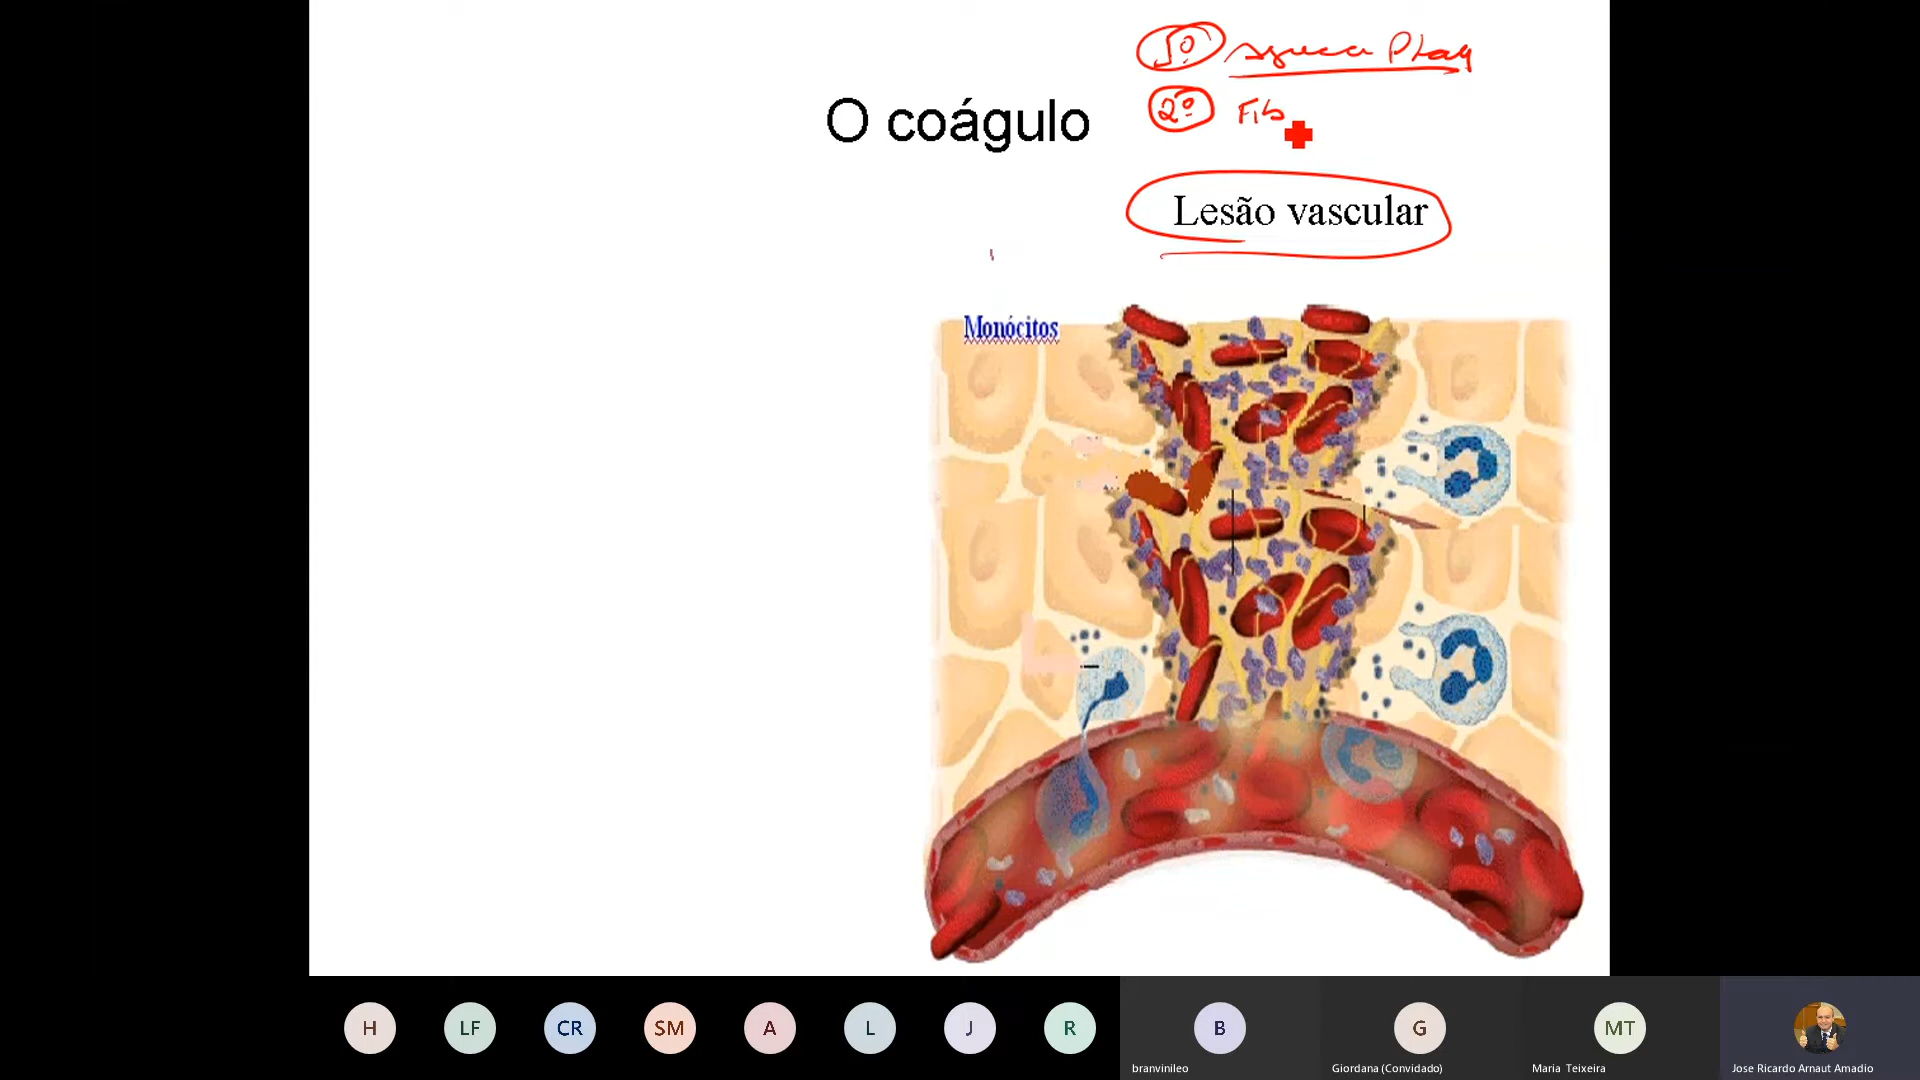 1º Agrega Plaq
2º Fib
O coágulo
Lesão vascular
Monócitos
H
LF
CR
SM
A
L
J
R
B
G
MT
branvinileo
Giordana (Convidado)
Maria Teixeira
Jose Ricardo Arnaut Amadio